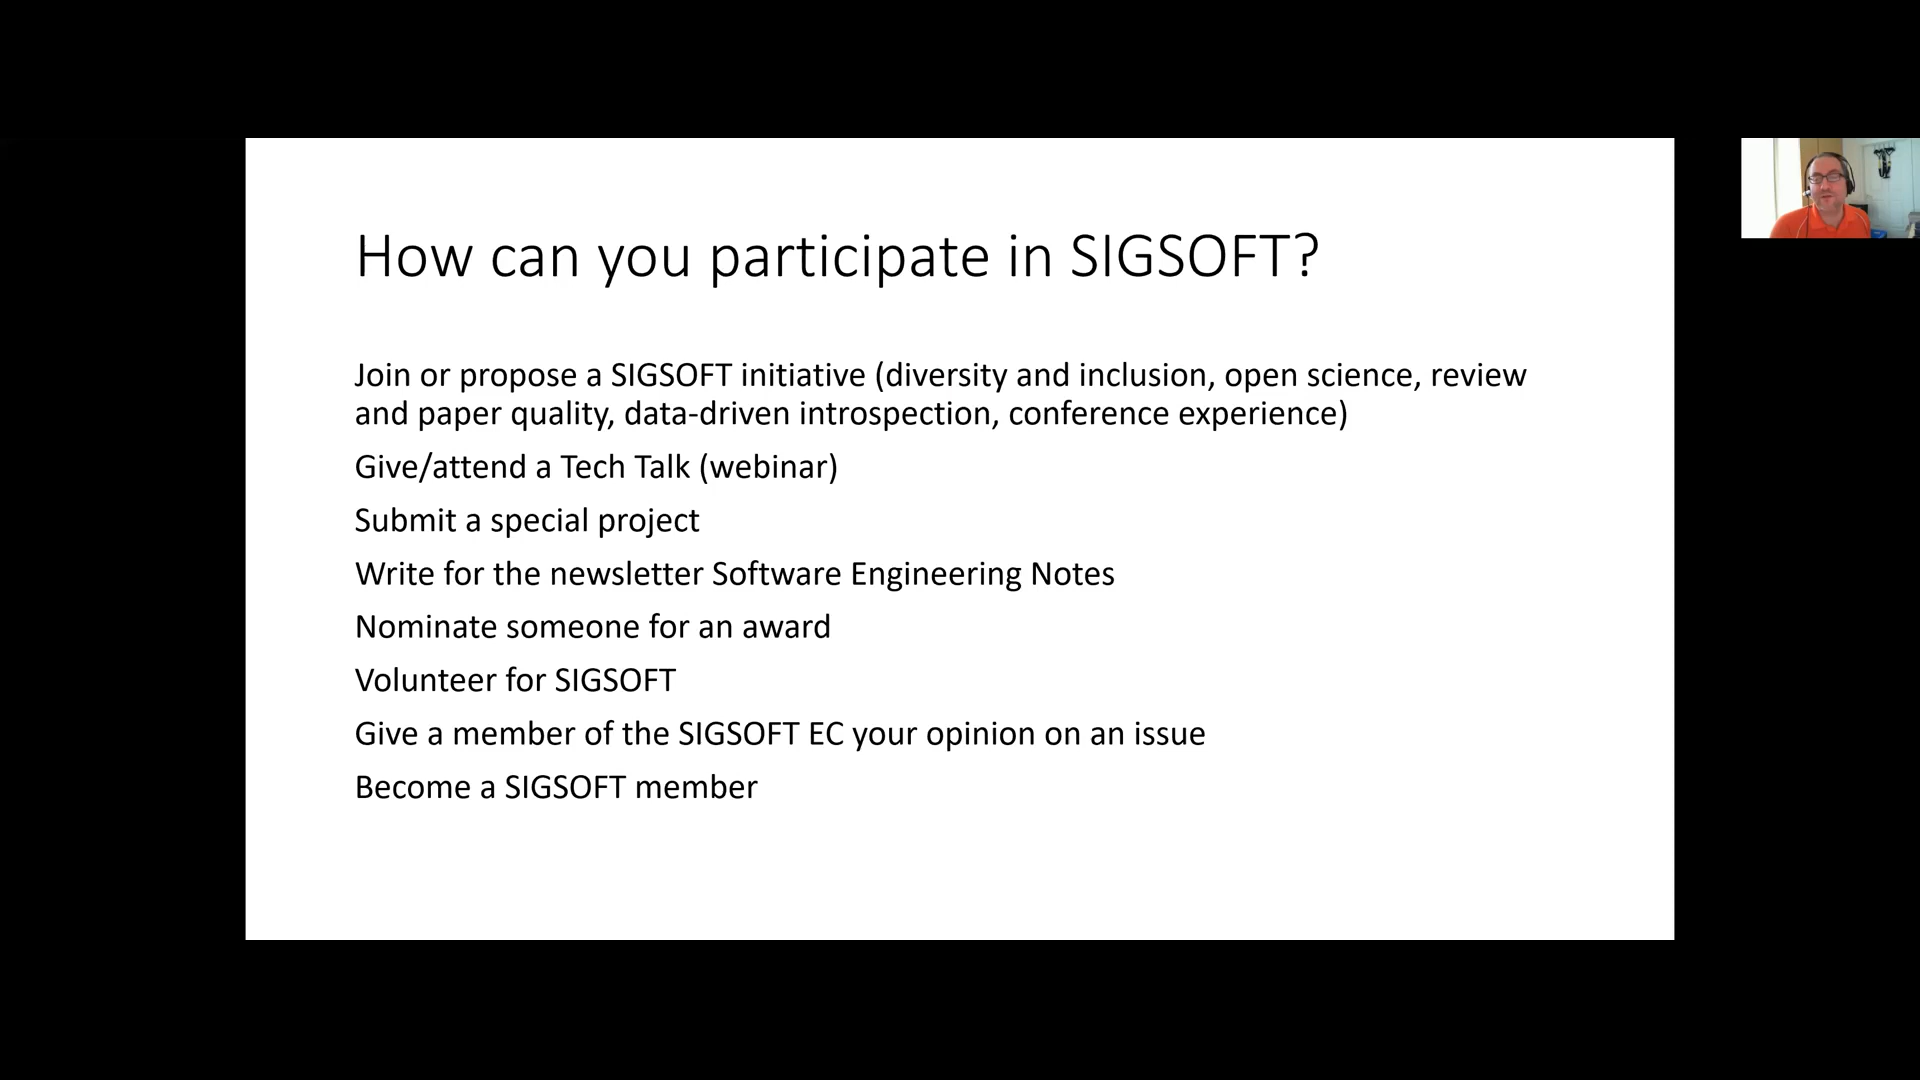 How can you participate in SIGSOFT?
Join or propose a SIGSOFT initiative (diversity and inclusion, open science, review
and paper quality, data-driven introspection, conference experience)
Give/attend a Tech Talk (webinar)
Submit a special project
Write for the newsletter Software Engineering Notes
Nominate someone for an award
Volunteer for SIGSOFT
Give a member of the SIGSOFT EC your opinion on an issue
Become a SIGSOFT member